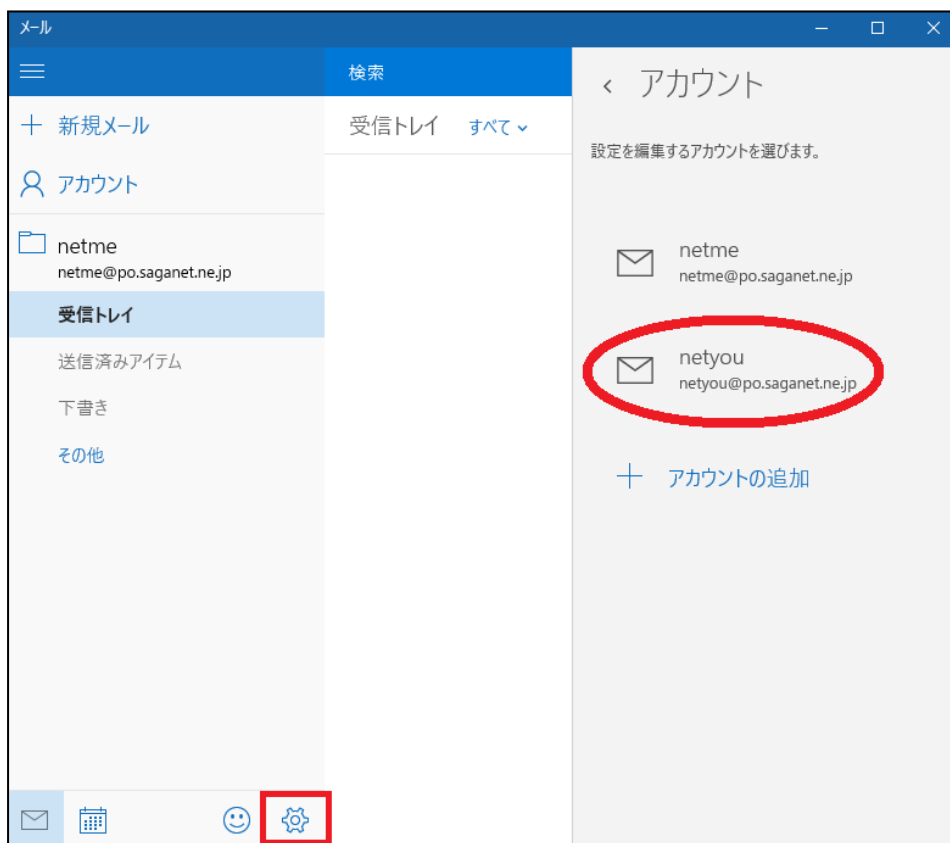 メール
検索
+ 新規メール
アカウント
netme
netme@po.saganet.ne.jp
受信トレイ
送信済みアイテム
下書き
その他
受信トレイ すべて
アカウント
設定を編集するアカウントを選びます。
netme
netme@po.saganet.ne.jp
netyou
netyou@po.saganet.ne.jp
+ アカウントの追加